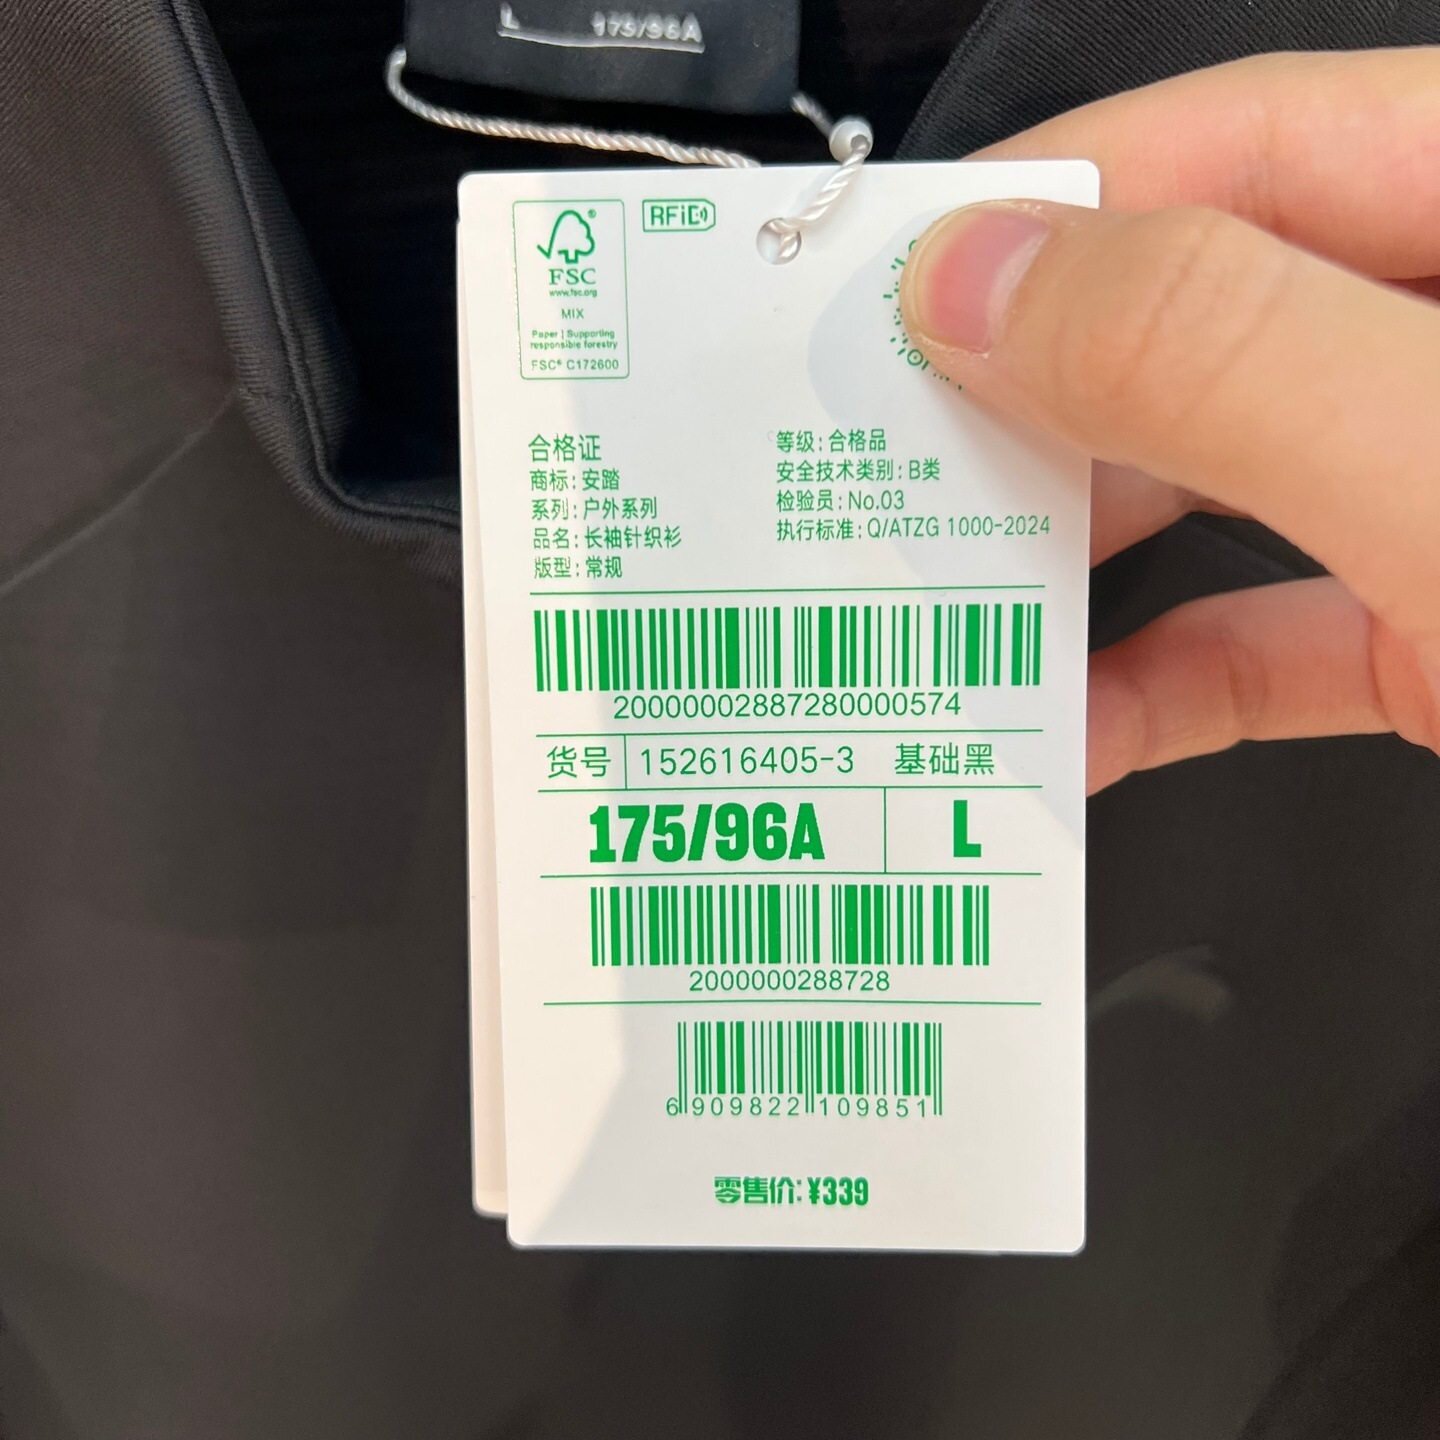 L 175/96A
RFiD
FSC
www.fsc.org
MIX
Paper | Supporting
responsible forestry
FSC® C172600
合格证
商标: 安踏
系列: 户外系列
品名: 长袖针织衫
版型: 常规
等级: 合格品
安全技术类别: B类
检验员: No.03
执行标准: Q/ATZG 1000-2024
20000002887280000574
货号 152616405-3 基础黑
175/96A L
2000000288728
6 909822 109851
零售价: ¥339